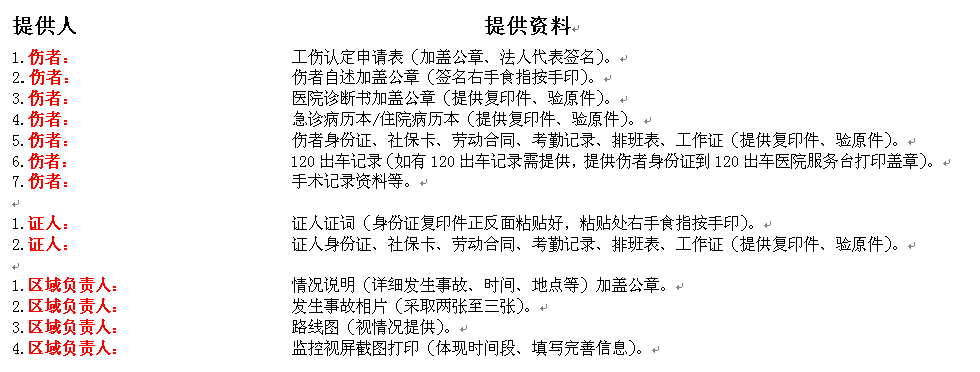 提供人 提供资料
1.伤者： 工伤认定申请表（加盖公章、法人代表签名）。
2.伤者： 伤者自述加盖公章（签名右手食指按手印）。
3.伤者： 医院诊断书加盖公章（提供复印件、验原件）。
4.伤者： 急诊病历本/住院病历本（提供复印件、验原件）。
5.伤者： 伤者身份证、社保卡、劳动合同、考勤记录、排班表、工作证（提供复印件、验原件）。
6.伤者： 120出车记录（如有120出车记录需提供，提供伤者身份证到120出车医院服务台打印盖章）。
7.伤者： 手术记录资料等。
1.证人： 证人证词（身份证复印件正反面粘贴好，粘贴处右手食指按手印）。
2.证人： 证人身份证、社保卡、劳动合同、考勤记录、排班表、工作证（提供复印件、验原件）。
1.区域负责人： 情况说明（详细发生事故、时间、地点等）加盖公章。
2.区域负责人： 发生事故相片（采取两张至三张）。
3.区域负责人： 路线图（视情况提供）。
4.区域负责人： 监控视屏截图打印（体现时间段、填写完善信息）。